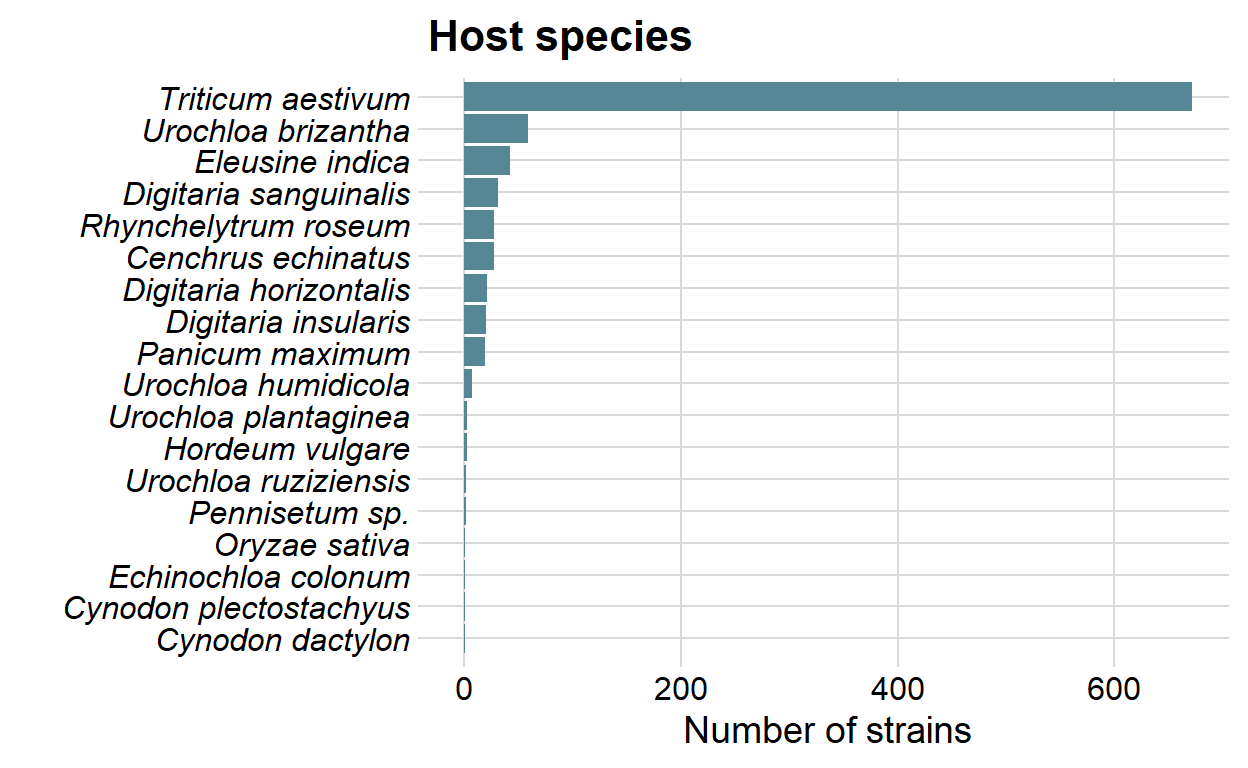 Host species
Triticum aestivum
Urochloa brizantha
Eleusine indica
Digitaria sanguinalis
Rhynchelytrum roseum
Cenchrus echinatus
Digitaria horizontalis
Digitaria insularis
Panicum maximum
Urochloa humidicola
Urochloa plantaginea
Hordeum vulgare
Urochloa ruziziensis
Pennisetum sp.
Oryzae sativa
Echinochloa colonum
Cynodon plectostachyus
Cynodon dactylon
0 200 400 600
Number of strains